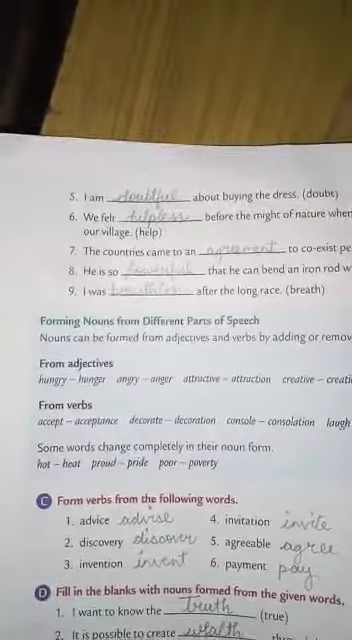 5. I am doubtful about buying the dress. (doubt)
6. We felt helpless before the might of nature when
our village. (help)
7. The countries came to an agreement to co-exist pe
8. He is so powerful that he can bend an iron rod w
9. I was breathless after the long race. (breath)
Forming Nouns from Different Parts of Speech
Nouns can be formed from adjectives and verbs by adding or remov
From adjectives
hungry – hunger angry – anger attractive – attraction creative – creati
From verbs
accept – acceptance decorate – decoration console – consolation laugh
Some words change completely in their noun form.
hot – heat proud – pride poor – poverty
C Form verbs from the following words.
1. advice advise 4. invitation invite
2. discovery discover 5. agreeable agree
3. invention invent 6. payment pay
D Fill in the blanks with nouns formed from the given words.
1. I want to know the truth (true)
2. It is possible to create wealth